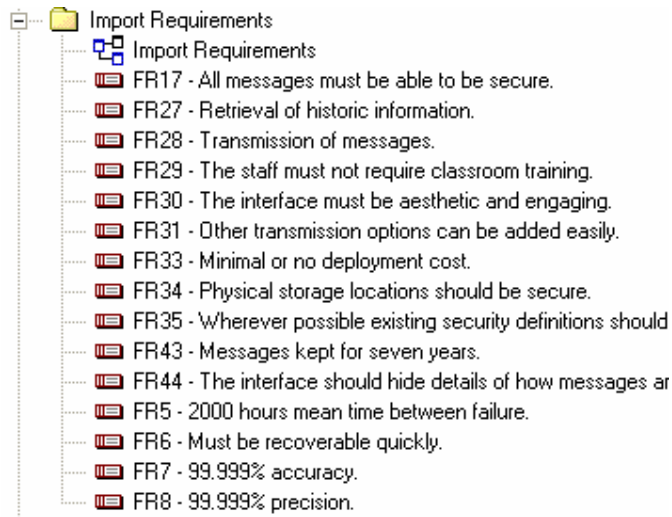 Import Requirements
Import Requirements
FR17 - All messages must be able to be secure.
FR27 - Retrieval of historic information.
FR28 - Transmission of messages.
FR29 - The staff must not require classroom training.
FR30 - The interface must be aesthetic and engaging.
FR31 - Other transmission options can be added easily.
FR33 - Minimal or no deployment cost.
FR34 - Physical storage locations should be secure.
FR35 - Wherever possible existing security definitions should
FR43 - Messages kept for seven years.
FR44 - The interface should hide details of how messages
FR5 - 2000 hours mean time between failure.
FR6 - Must be recoverable quickly.
FR7 - 99.999% accuracy.
FR8 - 99.999% precision.